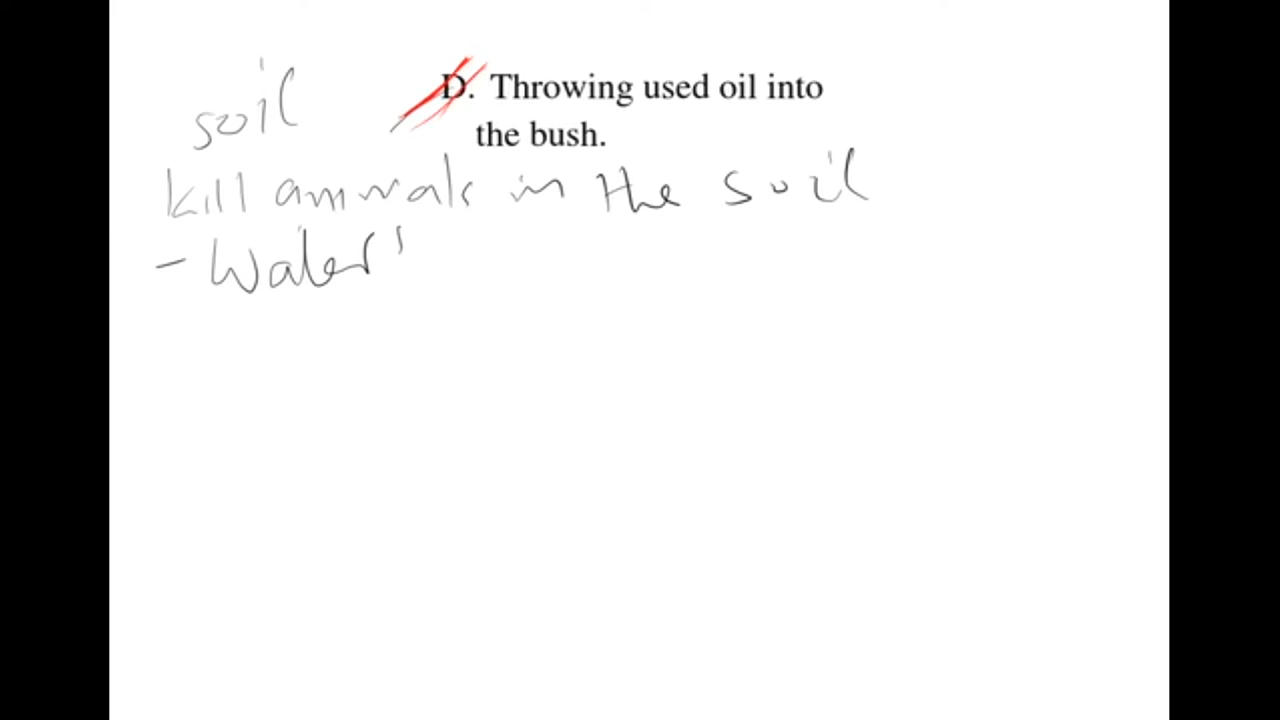 soil
D. Throwing used oil into
the bush.
kill animals in the soil
- Water